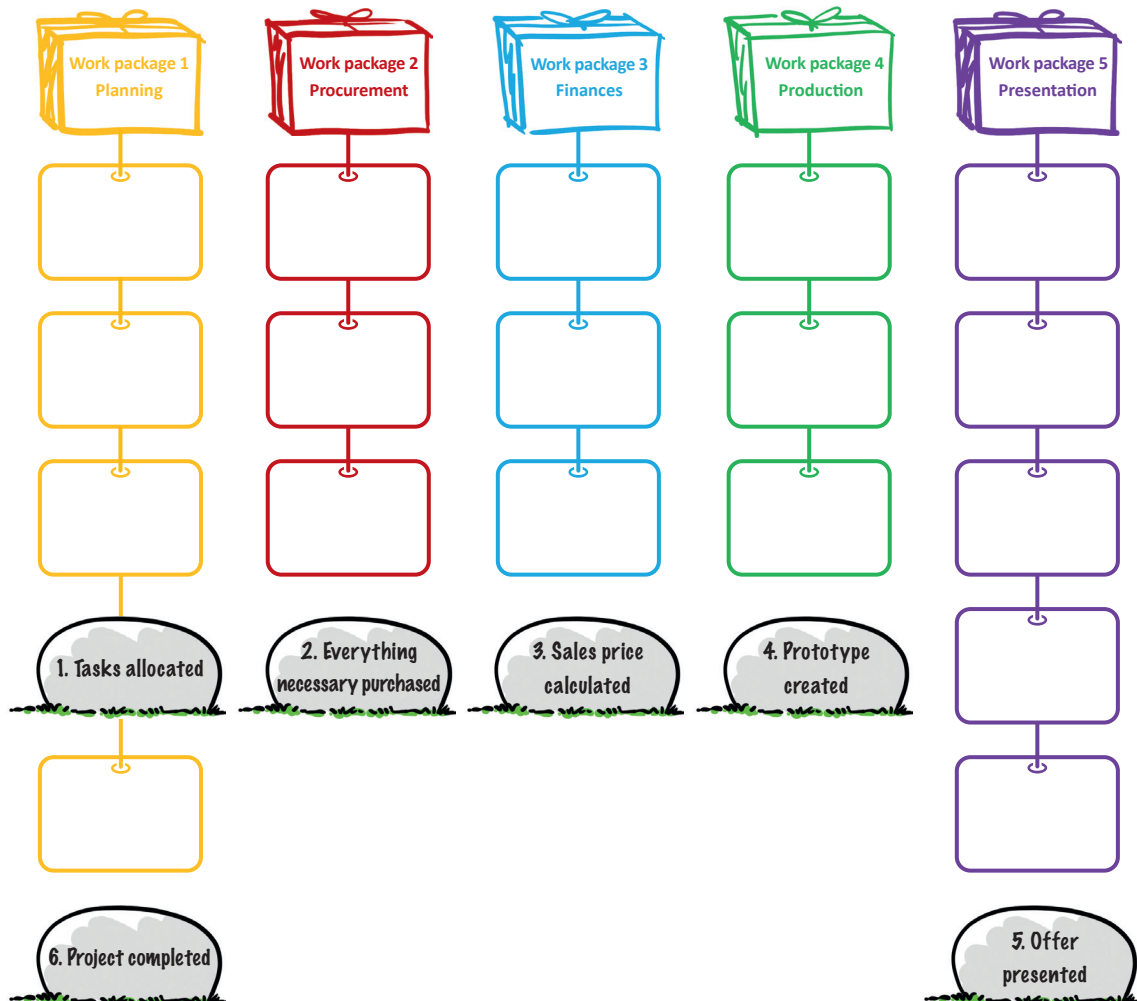 Work package 1
Planning
Work package 2
Procurement
Work package 3
Finances
Work package 4
Production
Work package 5
Presentation
1. Tasks allocated
2. Everything
necessary purchased
3. Sales price
calculated
4. Prototype
created
6. Project completed
5. Offer
presented